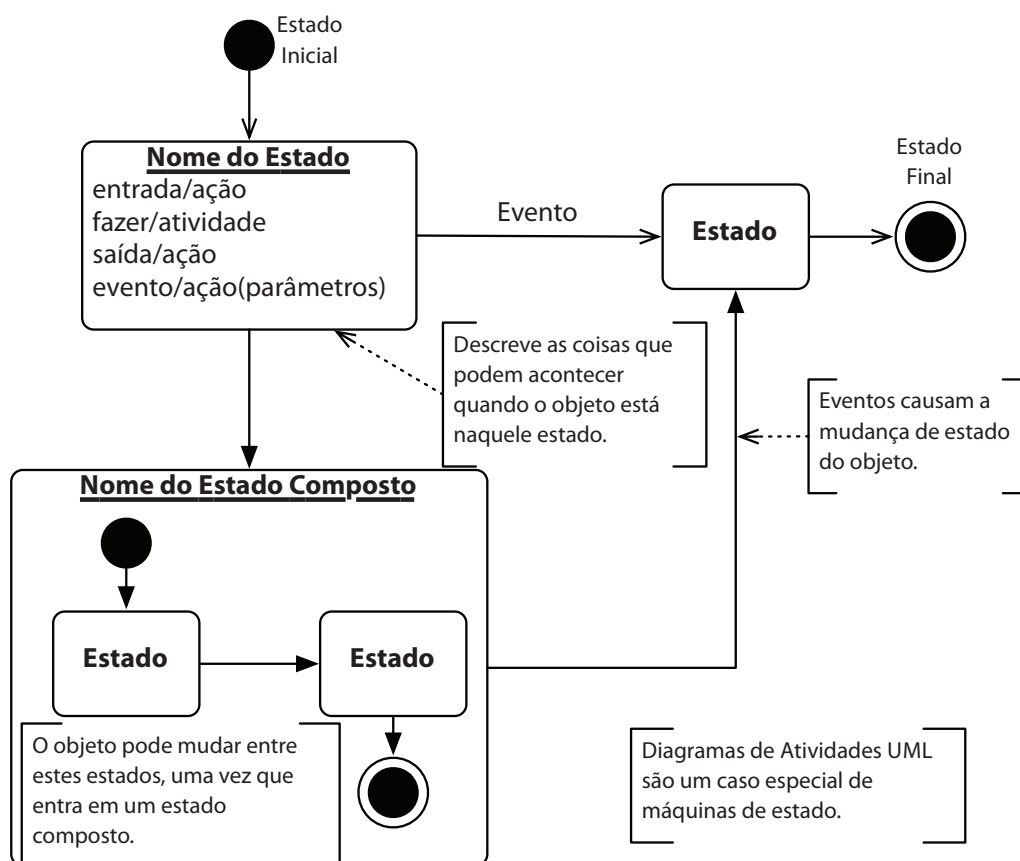 Estado
Inicial
Nome do Estado
entrada/ação
fazer/atividade
saída/ação
evento/ação(parâmetros)
Evento
Estado
Estado
Final
Descreve as coisas que
podem acontecer
quando o objeto está
naquele estado.
Eventos causam a
mudança de estado
do objeto.
Nome do Estado Composto
Estado
Estado
O objeto pode mudar entre
estes estados, uma vez que
entra em um estado
composto.
Diagramas de Atividades UML
são um caso especial de
máquinas de estado.